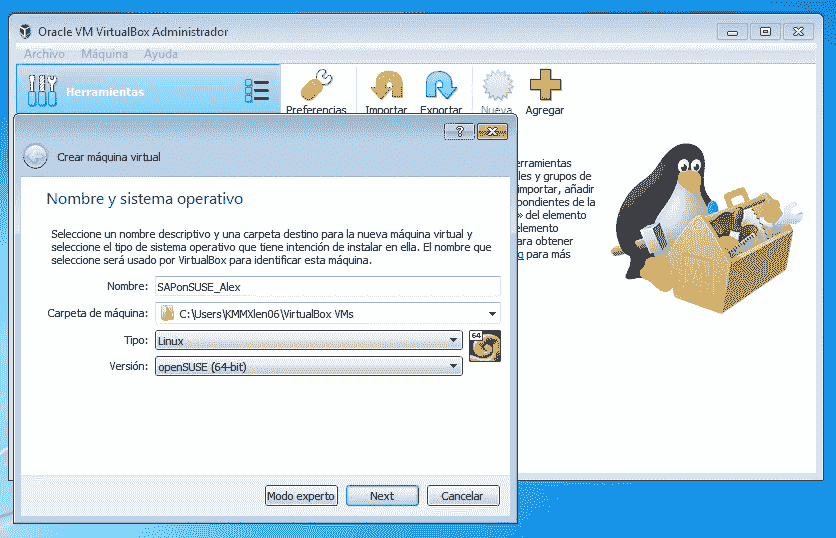 Oracle VM VirtualBox Administrador
Archivo Máquina Ayuda
Herramientas
Preferencias
Importar
Exportar
Nueva
Agregar
? 
Crear máquina virtual
Nombre y sistema operativo
Seleccione un nombre descriptivo y una carpeta destino para la nueva máquina virtual y
seleccione el tipo de sistema operativo que tiene intención de instalar en ella. El nombre que
seleccione será usado por VirtualBox para identificar esta máquina.
Nombre: SAPonSUSE_Alex
Carpeta de máquina: C:\Users\KMMXlen06\VirtualBox VMs
Tipo: Linux
64
Versión: openSUSE (64-bit)
Modo experto
Next
Cancelar
erramientas
les y grupos de
importar, añadir
pondientes de la
» del elemento
elemento
ara obtener
para más